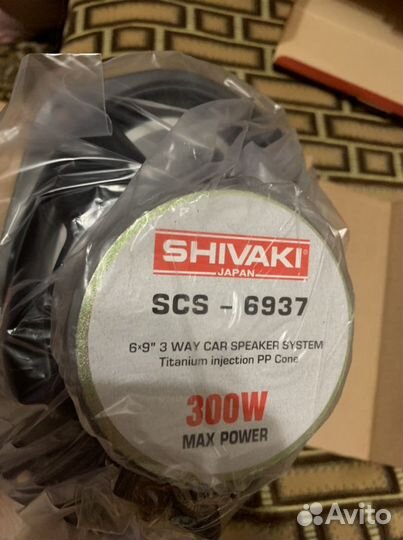 SHIVAKI
JAPAN
SCS - 6937
6×9" 3 WAY CAR SPEAKER SYSTEM
Titanium injection PP Cone
300W
MAX POWER
Avito